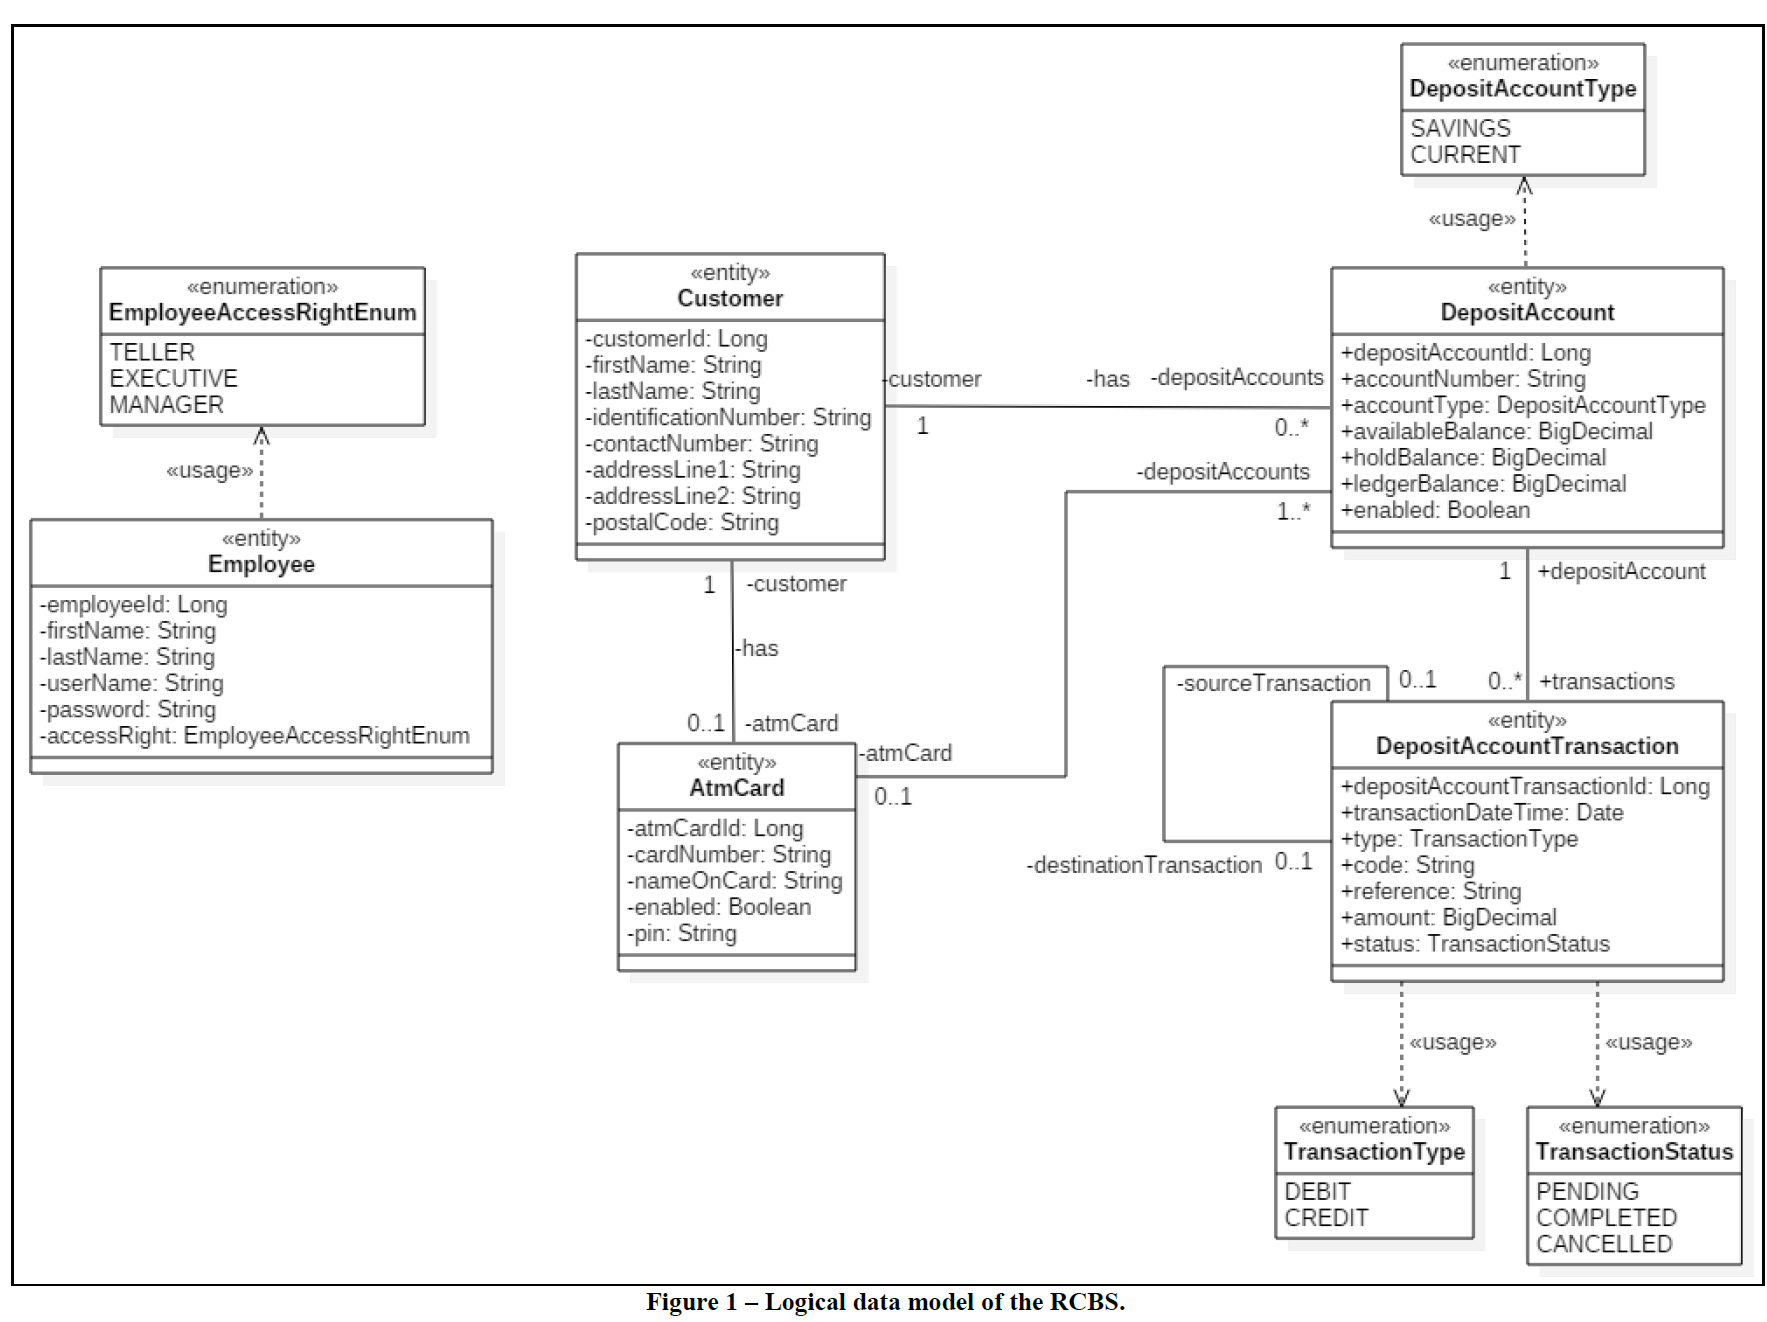 «enumeration»
DepositAccountType
SAVINGS
CURRENT
«usage»
«enumeration»
EmployeeAccessRightEnum
TELLER
EXECUTIVE
MANAGER
«usage»
«entity»
Employee
-employeeId: Long
-firstName: String
-lastName: String
-userName: String
-password: String
-accessRight: EmployeeAccessRightEnum
«entity»
Customer
-customerId: Long
-firstName: String
-lastName: String
-identificationNumber: String
-contactNumber: String
-addressLine1: String
-addressLine2: String
-postalCode: String
-customer
-has
-depositAccounts
1
0..*
«entity»
DepositAccount
+depositAccountId: Long
+accountNumber: String
+accountType: DepositAccountType
+availableBalance: BigDecimal
+holdBalance: BigDecimal
+ledgerBalance: BigDecimal
+enabled: Boolean
-depositAccounts
1..*
1
-customer
-has
0..1
-atmCard
«entity»
AtmCard
-atmCardId: Long
-cardNumber: String
-nameOnCard: String
-enabled: Boolean
-pin: String
-atmCard
0..1
1
+depositAccount
0..*
+transactions
-sourceTransaction
0..1
-destinationTransaction
0..1
«entity»
DepositAccountTransaction
+depositAccountTransactionId: Long
+transactionDateTime: Date
+type: TransactionType
+code: String
+reference: String
+amount: BigDecimal
+status: TransactionStatus
«usage»
«usage»
«enumeration»
TransactionType
DEBIT
CREDIT
«enumeration»
TransactionStatus
PENDING
COMPLETED
CANCELLED
Figure 1 – Logical data model of the RCBS.